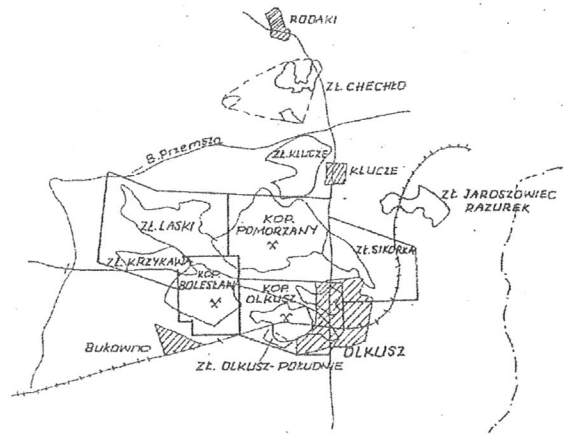 RODAKI
ZŁ. CHECHŁO
B. Przemsza
ZŁ. KLUCZE
KLUCZE
ZŁ. JAROSZOWIEC
PAZUREK
ZŁ. LASKI
KOP.
POMORZANY
ZŁ. SIKORKA
ZŁ. KRZYKAWA
KOP.
BOLESŁAW
KOP.
OLKUSZ
BUKOWNO
OLKUSZ
ZŁ. OLKUSZ-POŁUDNIE